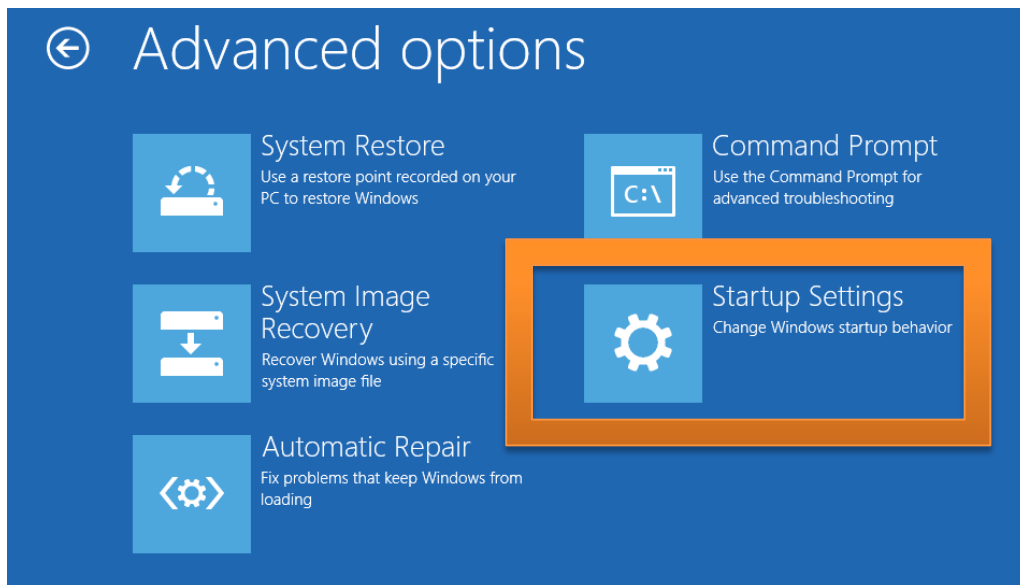 Advanced options
System Restore
Use a restore point recorded on your
PC to restore Windows
System Image
Recovery
Recover Windows using a specific
system image file
Automatic Repair
Fix problems that keep Windows from
loading
Command Prompt
Use the Command Prompt for
advanced troubleshooting
C:\
Startup Settings
Change Windows startup behavior